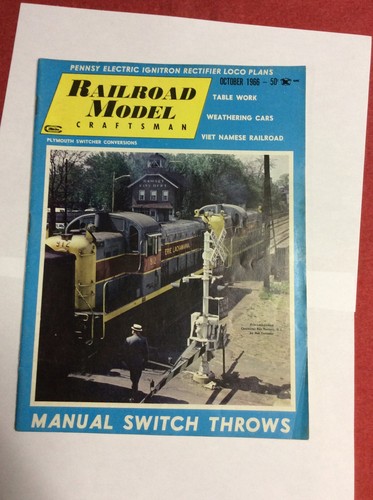 PENNSY ELECTRIC IGNITRON RECTIFIER LOCO PLANS
OCTOBER 1966 — 50¢
RAILROAD
MODEL
CRAFTSMAN
TABLE WORK
WEATHERING CARS
VIET NAMESE RAILROAD
PLYMOUTH SWITCHER CONVERSIONS
ERIE LACKAWANNA
MANUAL SWITCH THROWS